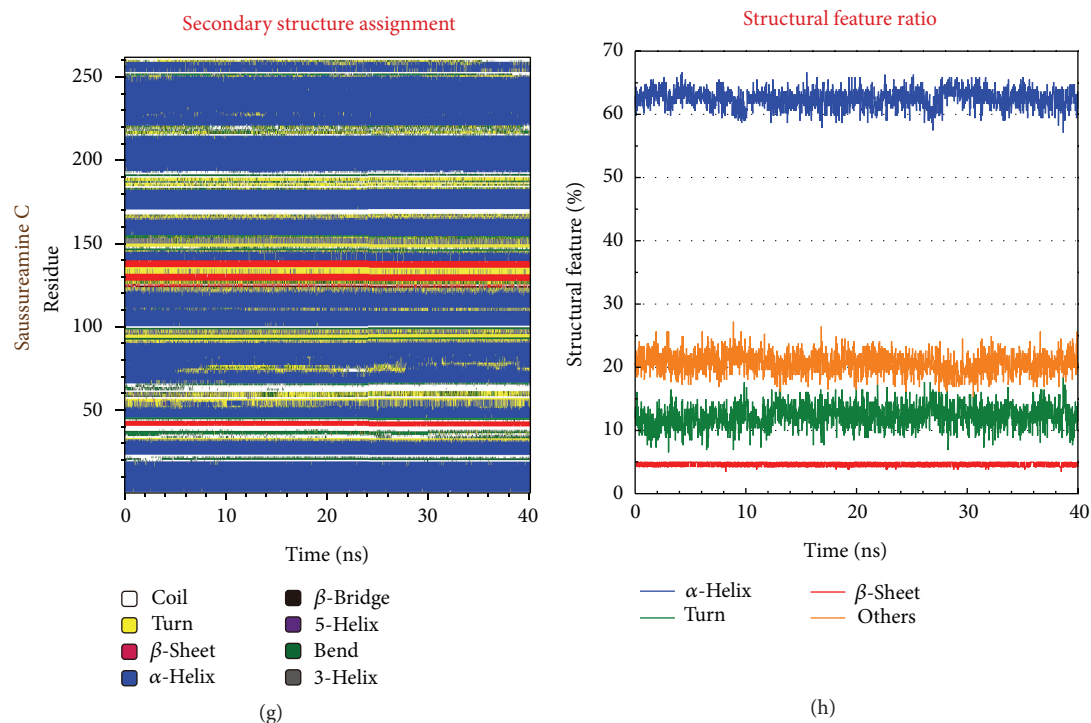 Secondary structure assignment
Saussureamine C
Residue
250
200
150
100
50
0 10 20 30 40
Time (ns)
Coil
Turn
β-Sheet
α-Helix
β-Bridge
5-Helix
Bend
3-Helix
(g)
Structural feature ratio
Structural feature (%)
70
60
50
40
30
20
10
0
0 10 20 30 40
Time (ns)
α-Helix
Turn
β-Sheet
Others
(h)